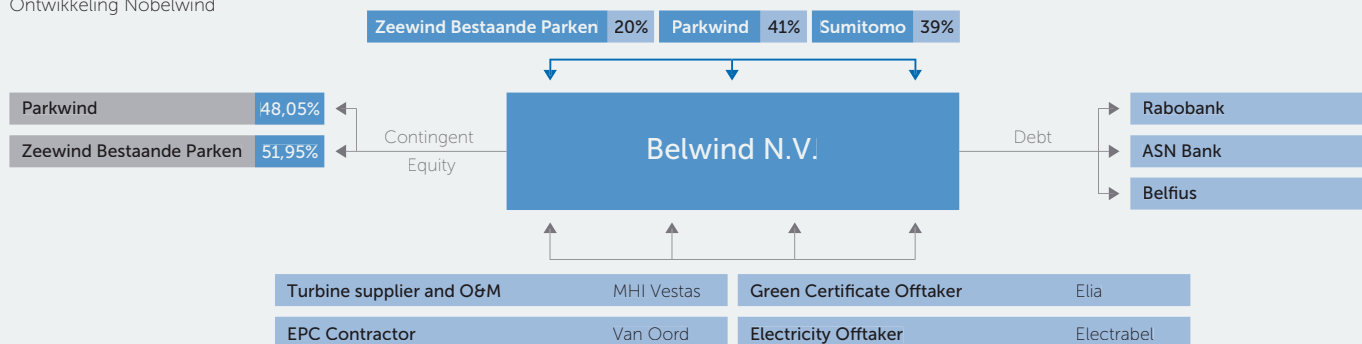 Ontwikkeling Nobelwind
Zeewind Bestaande Parken 20% Parkwind 41% Sumitomo 39%
Parkwind 48,05%
Zeewind Bestaande Parken 51,95%
Contingent
Equity
Belwind N.V.
Debt
Rabobank
ASN Bank
Belfius
Turbine supplier and O&M MHI Vestas
Green Certificate Offtaker Elia
EPC Contractor Van Oord
Electricity Offtaker Electrabel